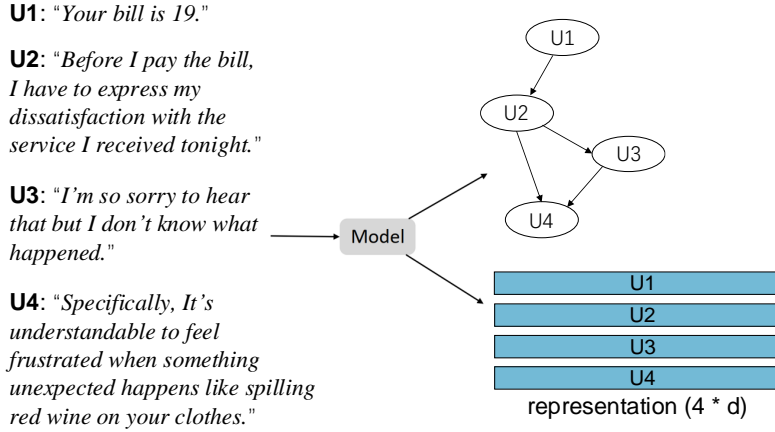 U1: “Your bill is 19.”
U2: “Before I pay the bill,
I have to express my
dissatisfaction with the
service I received tonight.”
U3: “I’m so sorry to hear
that but I don’t know what
happened.”
U4: “Specifically, It’s
understandable to feel
frustrated when something
unexpected happens like spilling
red wine on your clothes.”
Model
U1
U2
U3
U4
U1
U2
U3
U4
representation (4 * d)